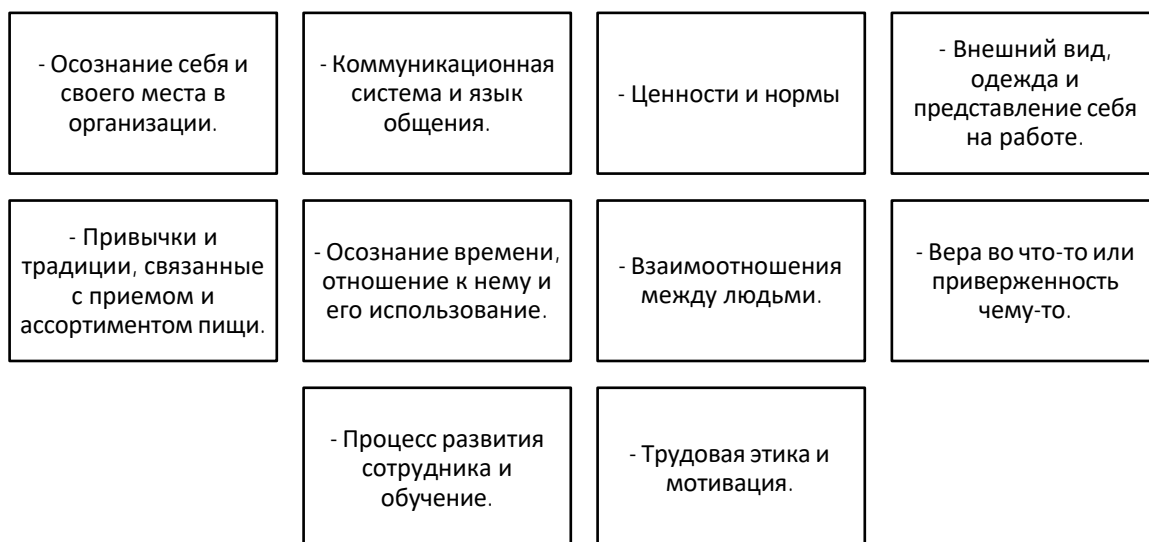 - Осознание себя и
своего места в
организации.
- Коммуникационная
система и язык
общения.
- Ценности и нормы
- Внешний вид,
одежда и
представление себя
на работе.
- Привычки и
традиции, связанные
с приемом и
ассортиментом пищи.
- Осознание времени,
отношение к нему и
его использование.
- Взаимоотношения
между людьми.
- Вера во что-то или
приверженность
чему-то.
- Процесс развития
сотрудника и
обучение.
- Трудовая этика и
мотивация.